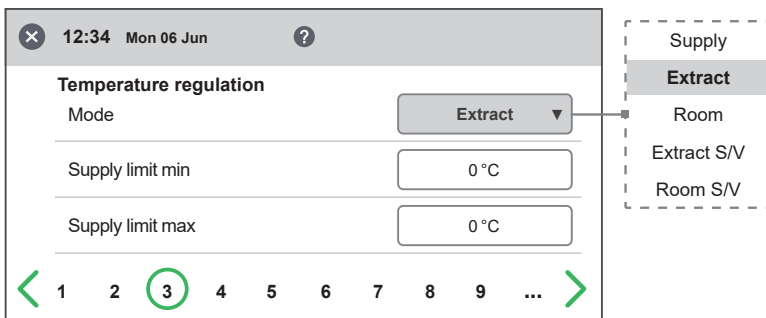 12:34 Mon 06 Jun ?
Temperature regulation
Mode Extract ▼
Supply limit min 0 °C
Supply limit max 0 °C
1 2 3 4 5 6 7 8 9 ...
Supply
Extract
Room
Extract S/V
Room S/V